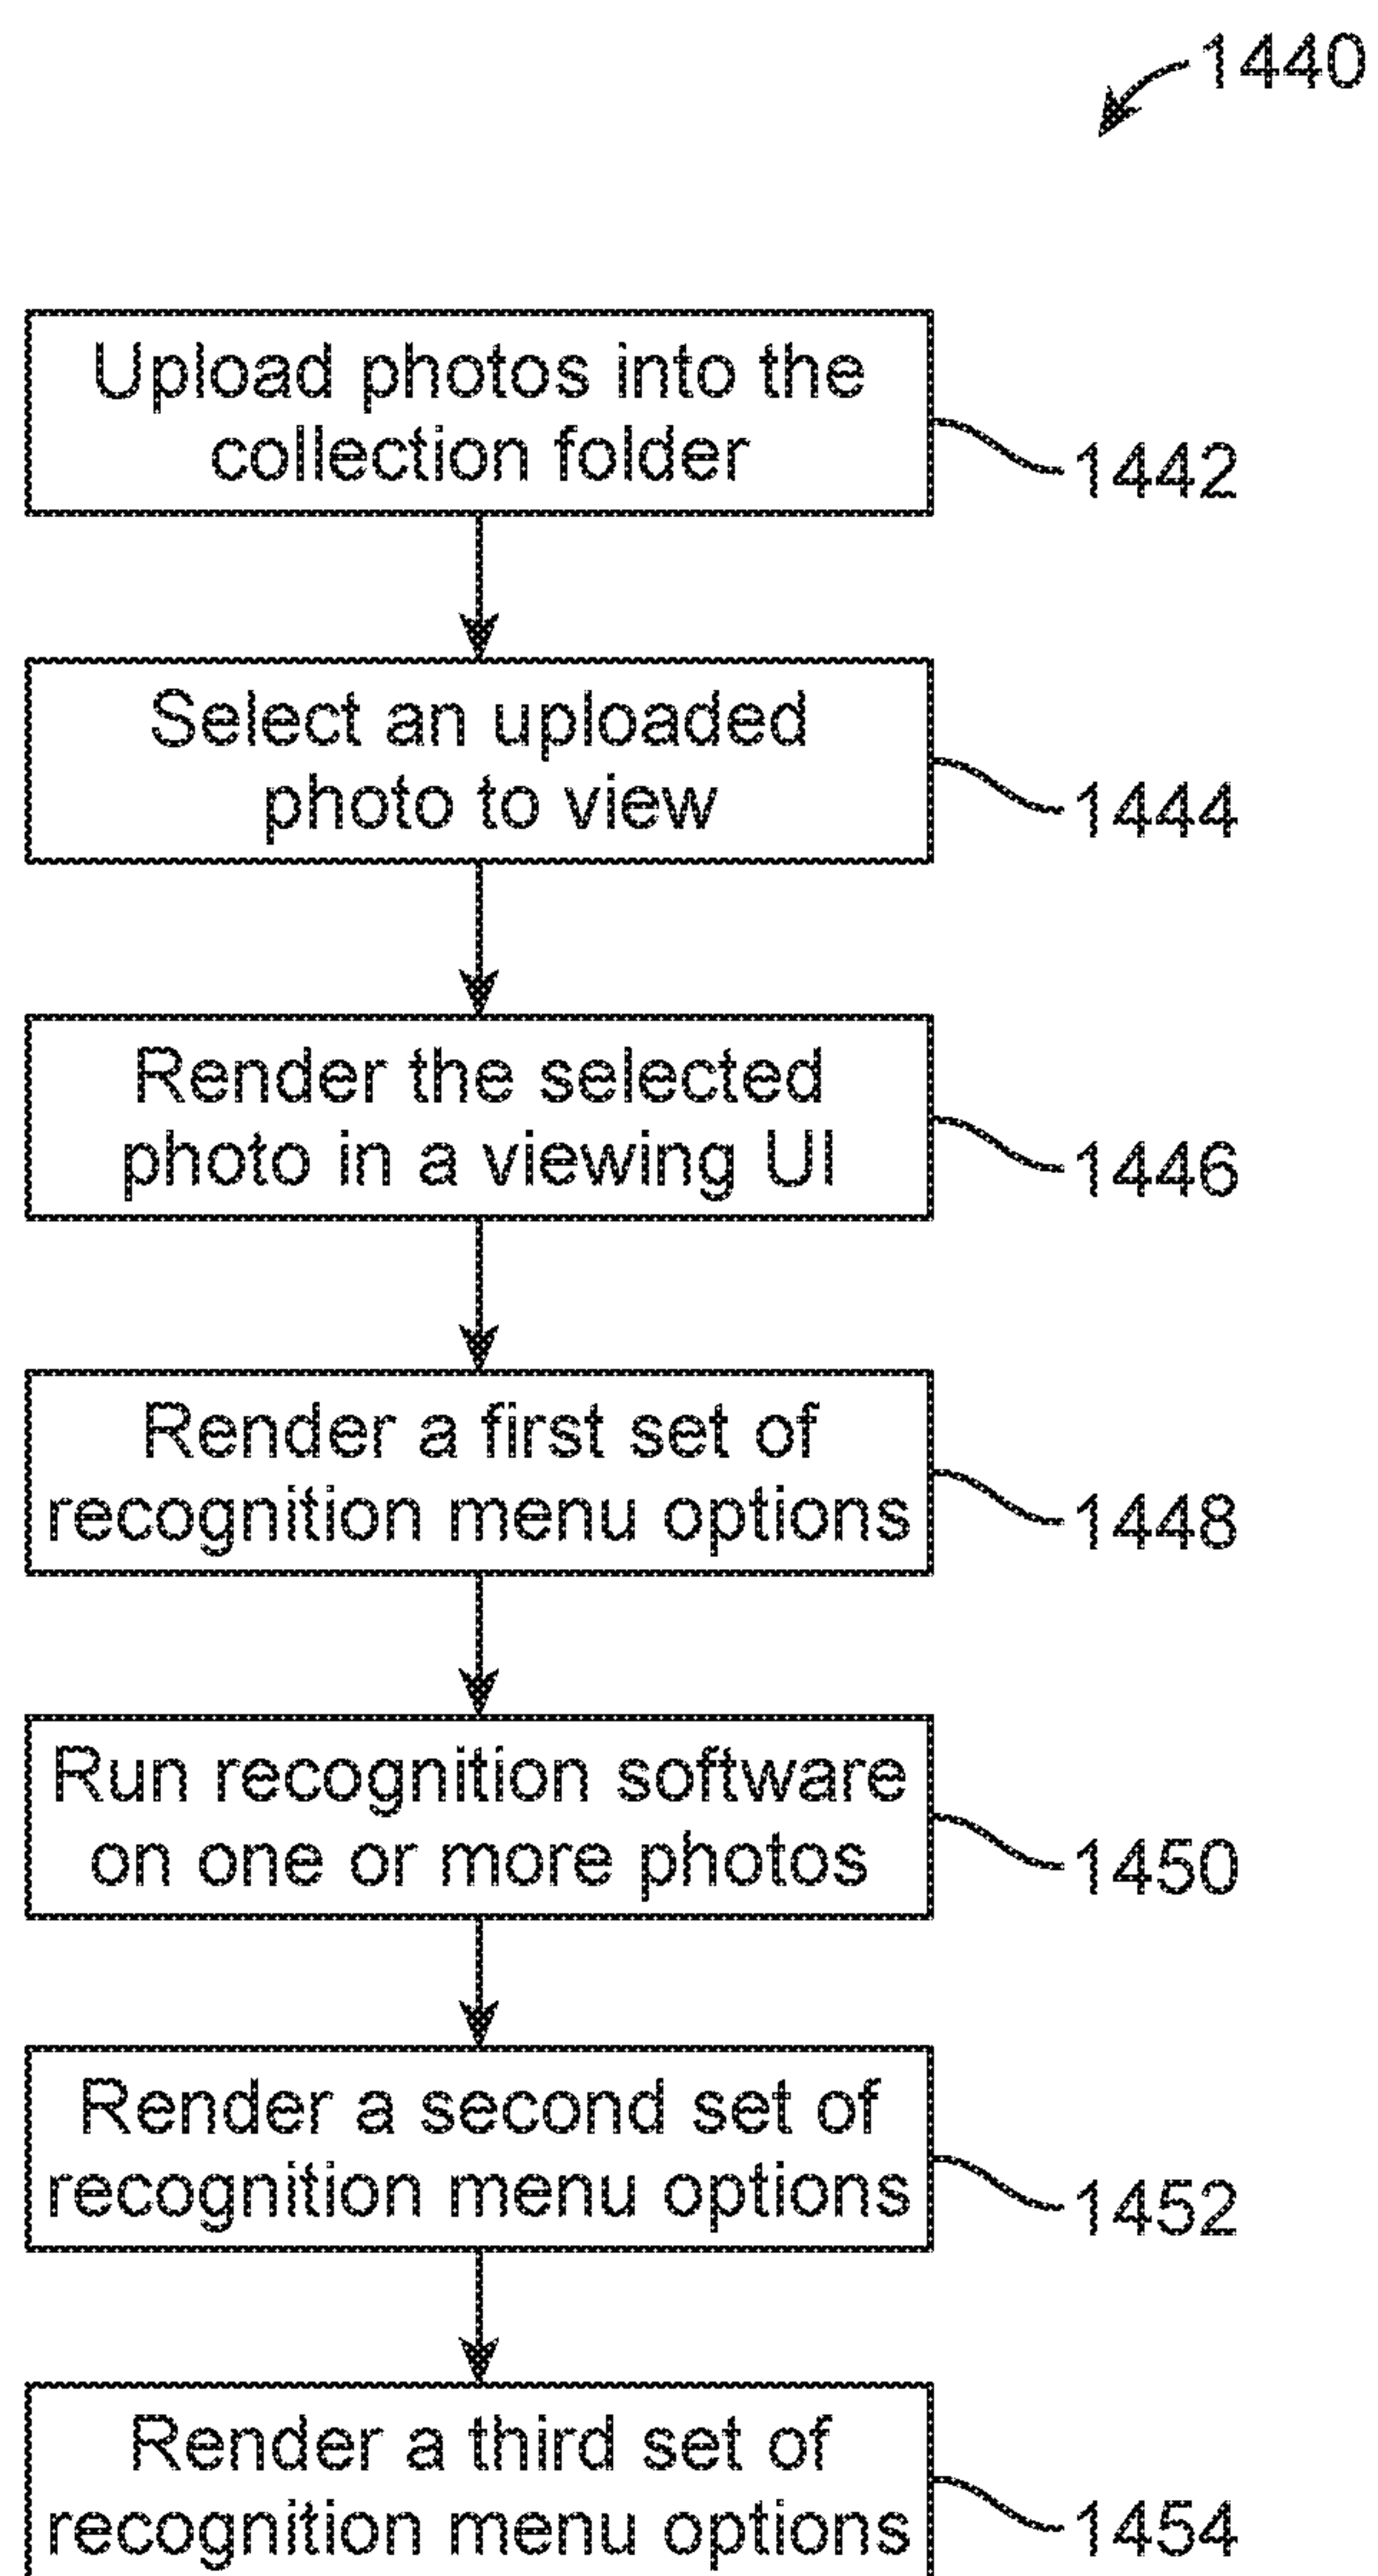 1440
Upload photos into the
collection folder
1442
Select an uploaded
photo to view
1444
Render the selected
photo in a viewing UI
1446
Render a first set of
recognition menu options
1448
Run recognition software
on one or more photos
1450
Render a second set of
recognition menu options
1452
Render a third set of
recognition menu options
1454